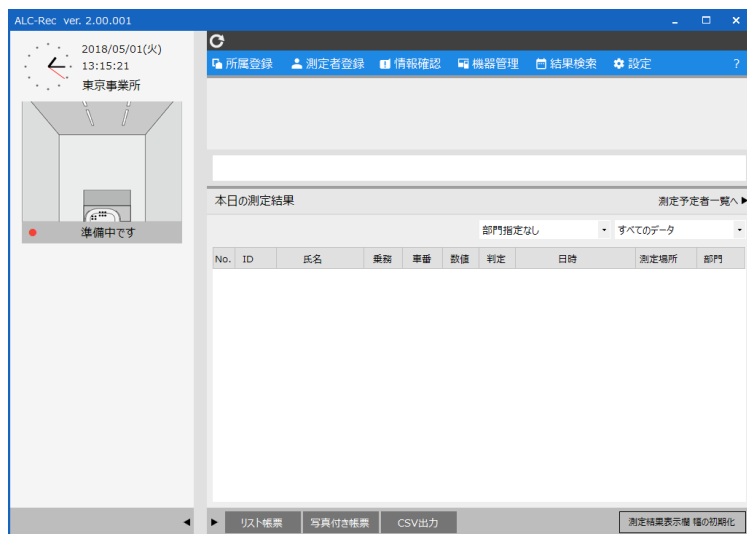 ALC-Rec ver. 2.00.001
2018/05/01(火)
13:15:21
東京事業所
準備中です
所属登録 測定者登録 情報確認 機器管理 結果検索 設定 ?
本日の測定結果 測定予定者一覧へ▶
部門指定なし すべてのデータ
No. ID 氏名 乗務 車番 数値 判定 日時 測定場所 部門
リスト帳票 写真付き帳票 CSV出力 測定結果表示欄 幅の初期化